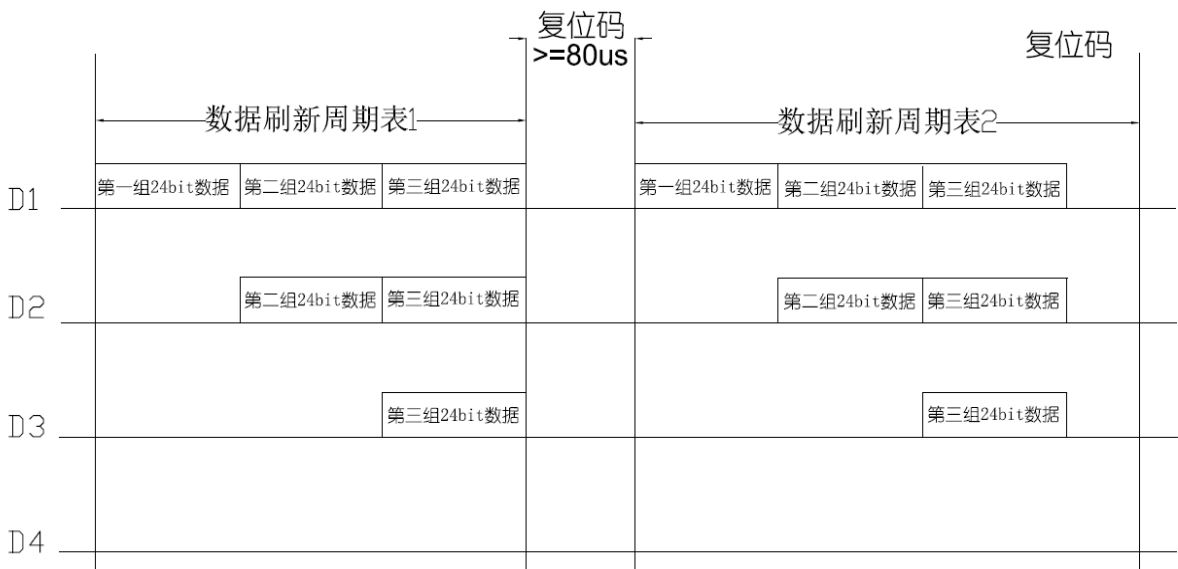 复位码
>=80us
复位码
数据刷新周期表1
数据刷新周期表2
D1
第一组24bit数据
第二组24bit数据
第三组24bit数据
第一组24bit数据
第二组24bit数据
第三组24bit数据
D2
第二组24bit数据
第三组24bit数据
第二组24bit数据
第三组24bit数据
D3
第三组24bit数据
第三组24bit数据
D4